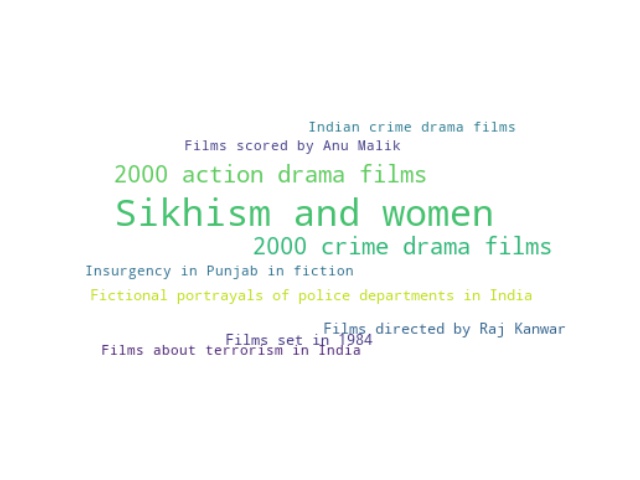 Indian crime drama films
Films scored by Anu Malik
2000 action drama films
Sikhism and women
2000 crime drama films
Insurgency in Punjab in fiction
Fictional portrayals of police departments in India
Films directed by Raj Kanwar
Films set in 1984
Films about terrorism in India